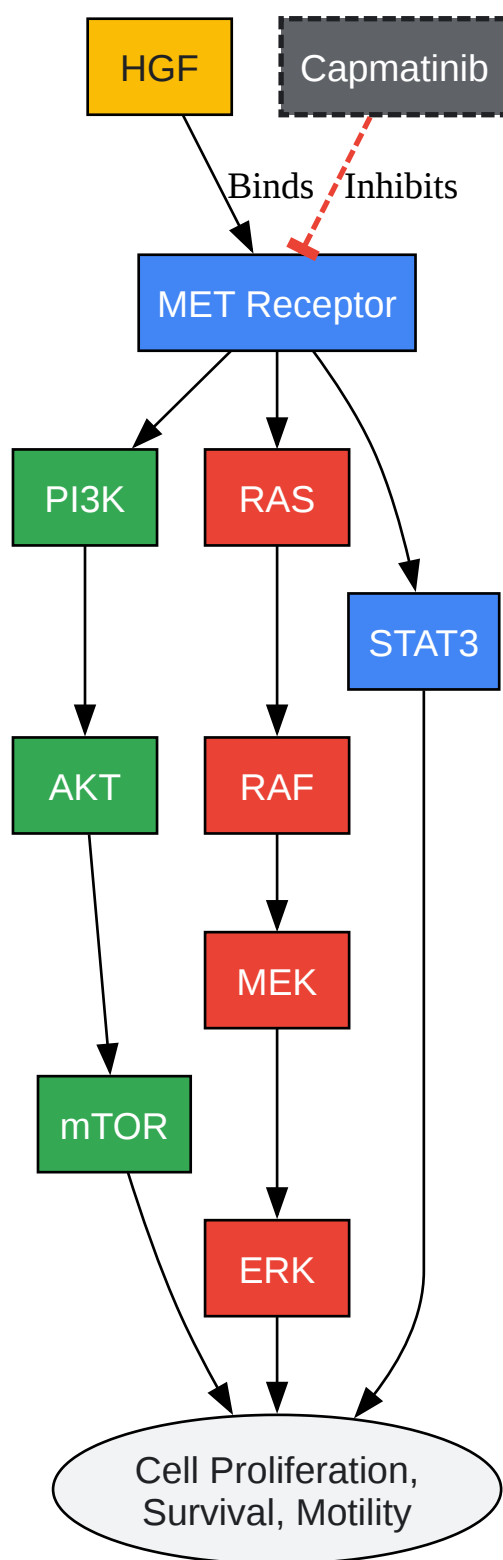 HGF
Capmatinib
Binds
Inhibits
MET Receptor
PI3K
RAS
STAT3
AKT
RAF
MEK
mTOR
ERK
Cell Proliferation,
Survival, Motility